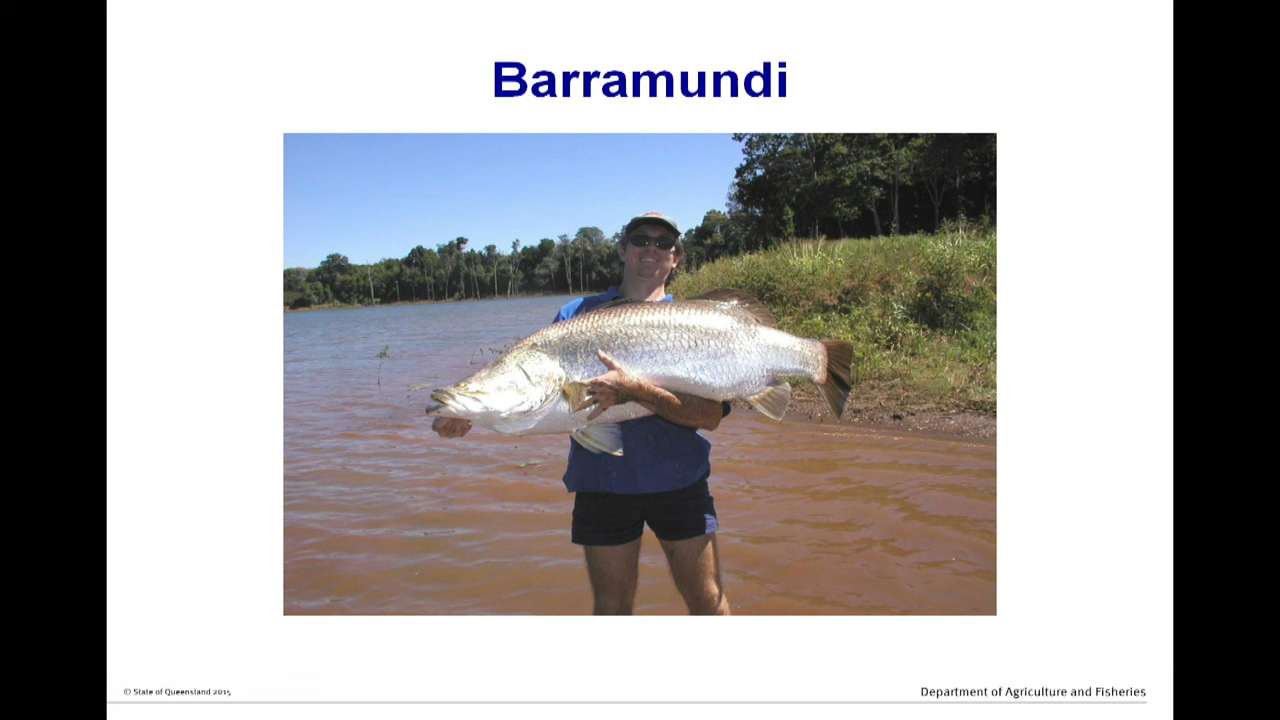 Barramundi
© State of Queensland 2015
Department of Agriculture and Fisheries